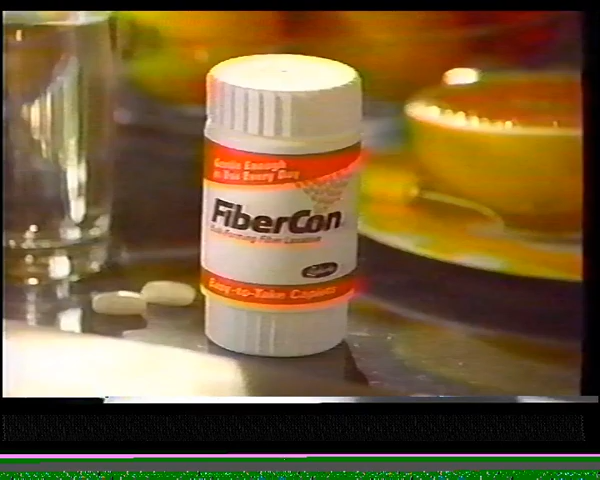 Gentle Enough
to Use Every Day
FiberCon
Bulk-Forming Fiber Laxative
Easy-to-Take Caplets